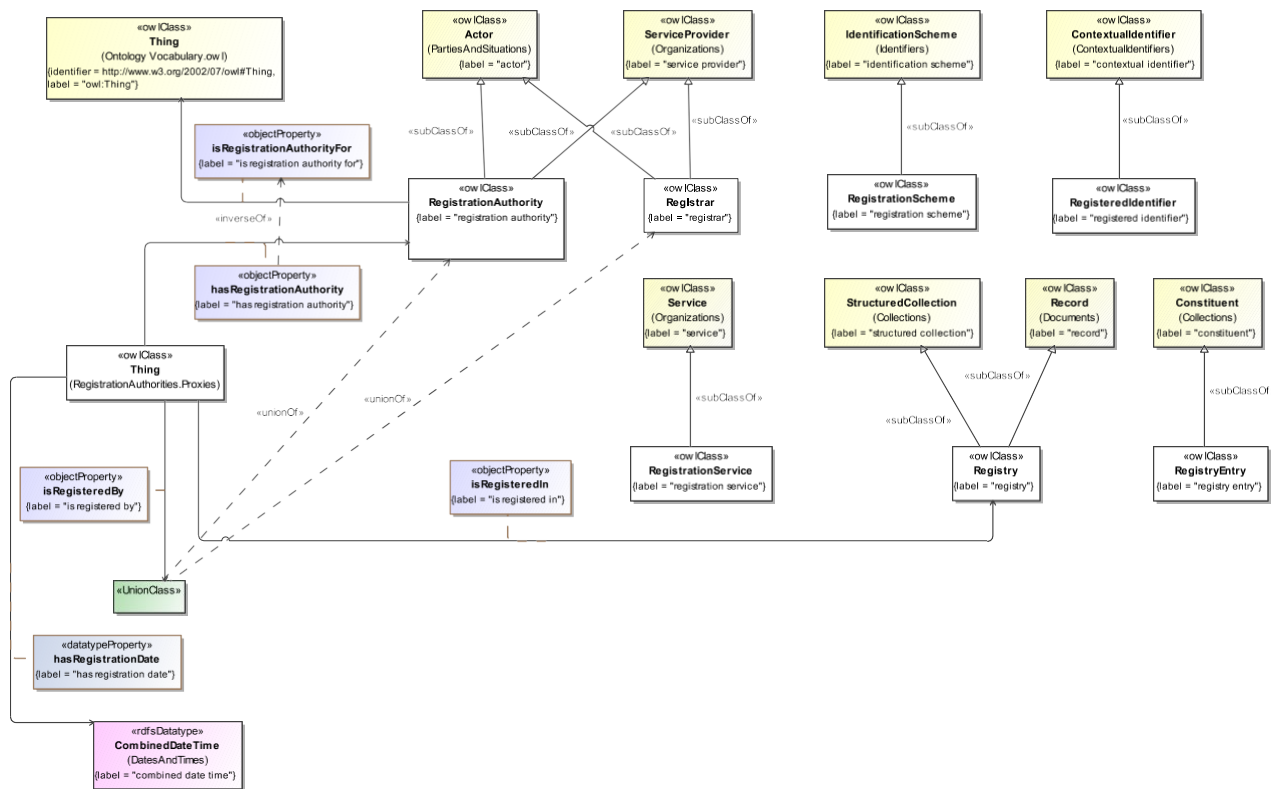 «owlClass»
Thing
(Ontology Vocabulary.owl)
{identifier = http://www.w3.org/2002/07/owl#Thing,
label = "owl:Thing"}
«owlClass»
Actor
(PartiesAndSituations)
{label = "actor"}
«owlClass»
ServiceProvider
(Organizations)
{label = "service provider"}
«owlClass»
IdentificationScheme
(Identifiers)
{label = "identification scheme"}
«owlClass»
ContextualIdentifier
(ContextualIdentifiers)
{label = "contextual identifier"}
«objectProperty»
isRegistrationAuthorityFor
{label = "is registration authority for"}
«subClassOf»
«subClassOf»
«subClassOf»
«subClassOf»
«subClassOf»
«subClassOf»
«owlClass»
RegistrationAuthority
{label = "registration authority"}
«owlClass»
Registrar
{label = "registrar"}
«owlClass»
RegistrationScheme
{label = "registration scheme"}
«owlClass»
RegisteredIdentifier
{label = "registered identifier"}
«inverseOf»
«objectProperty»
hasRegistrationAuthority
{label = "has registration authority"}
«owlClass»
Service
(Organizations)
{label = "service"}
«owlClass»
StructuredCollection
(Collections)
{label = "structured collection"}
«owlClass»
Record
(Documents)
{label = "record"}
«owlClass»
Constituent
(Collections)
{label = "constituent"}
«owlClass»
Thing
(RegistrationAuthorities.Proxies)
«unionOf»
«unionOf»
«subClassOf»
«subClassOf»
«subClassOf»
«subClassOf
«objectProperty»
isRegisteredBy
{label = "is registered by"}
«objectProperty»
isRegisteredIn
{label = "is registered in"}
«owlClass»
RegistrationService
{label = "registration service"}
«owlClass»
Registry
{label = "registry"}
«owlClass»
RegistryEntry
{label = "registry entry"}
«UnionClass»
«datatypeProperty»
hasRegistrationDate
{label = "has registration date"}
«rdfsDatatype»
CombinedDateTime
(DatesAndTimes)
{label = "combined date time"}